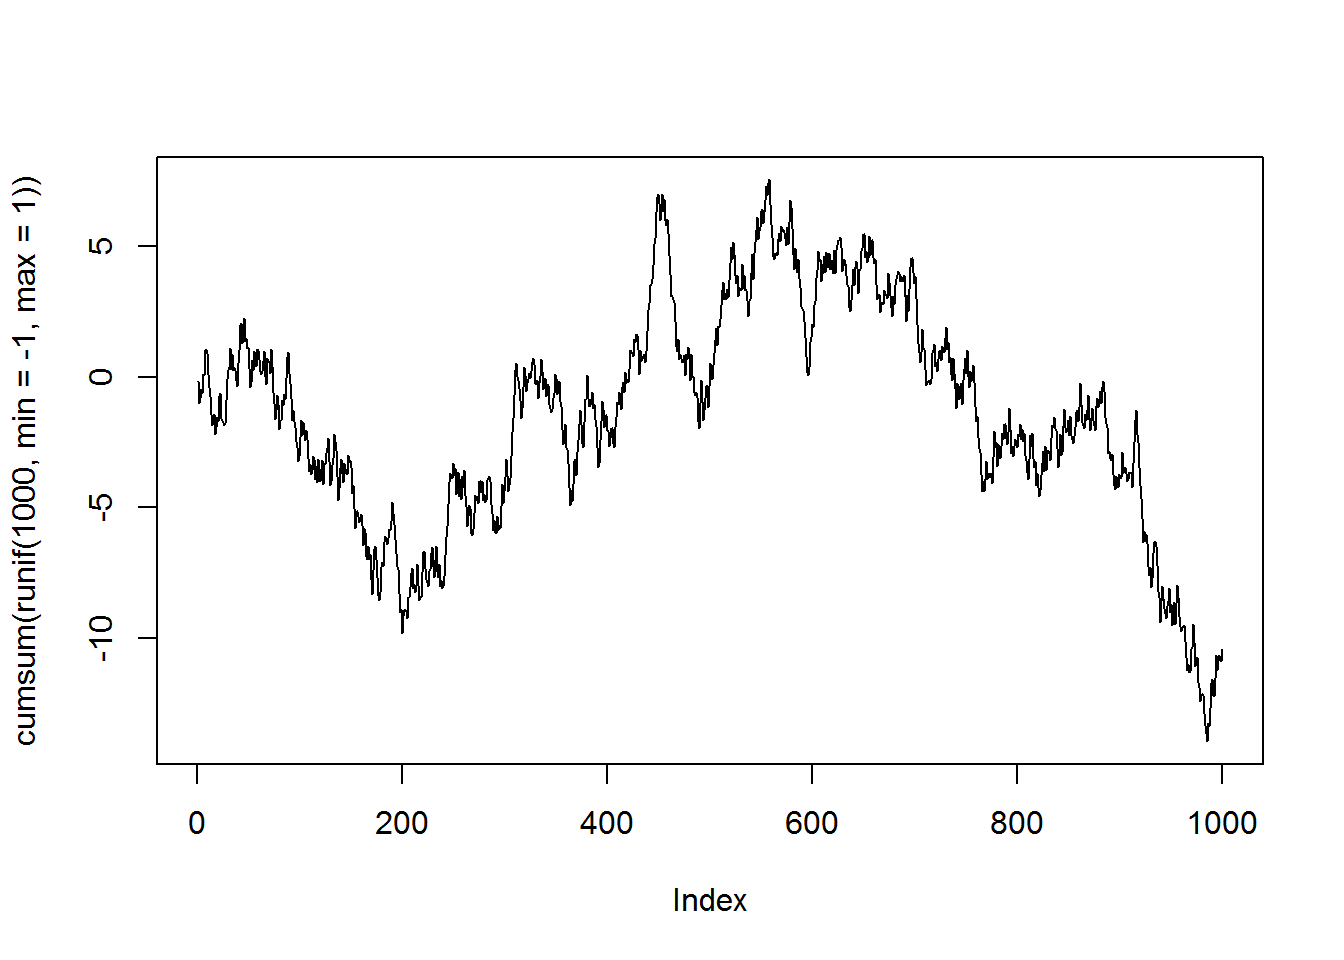 cumsum(runif(1000, min = -1, max = 1))
5
0
-5
-10
0 200 400 600 800 1000
Index